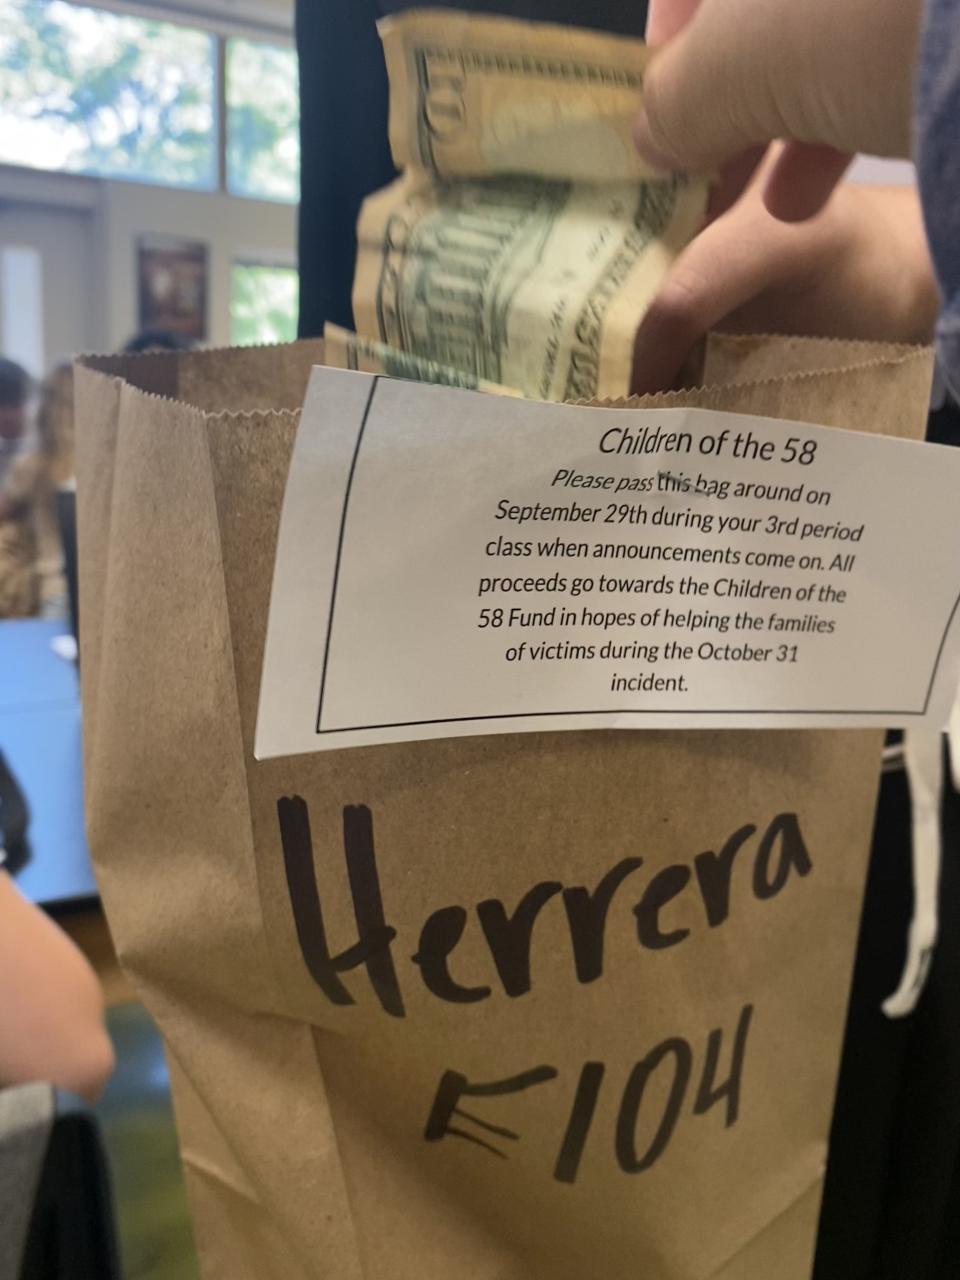 Children of the 58
Please pass this bag around on
September 29th during your 3rd period
class when announcements come on. All
proceeds go towards the Children of the
58 Fund in hopes of helping the families
of victims during the October 31
incident.
Herrera
104